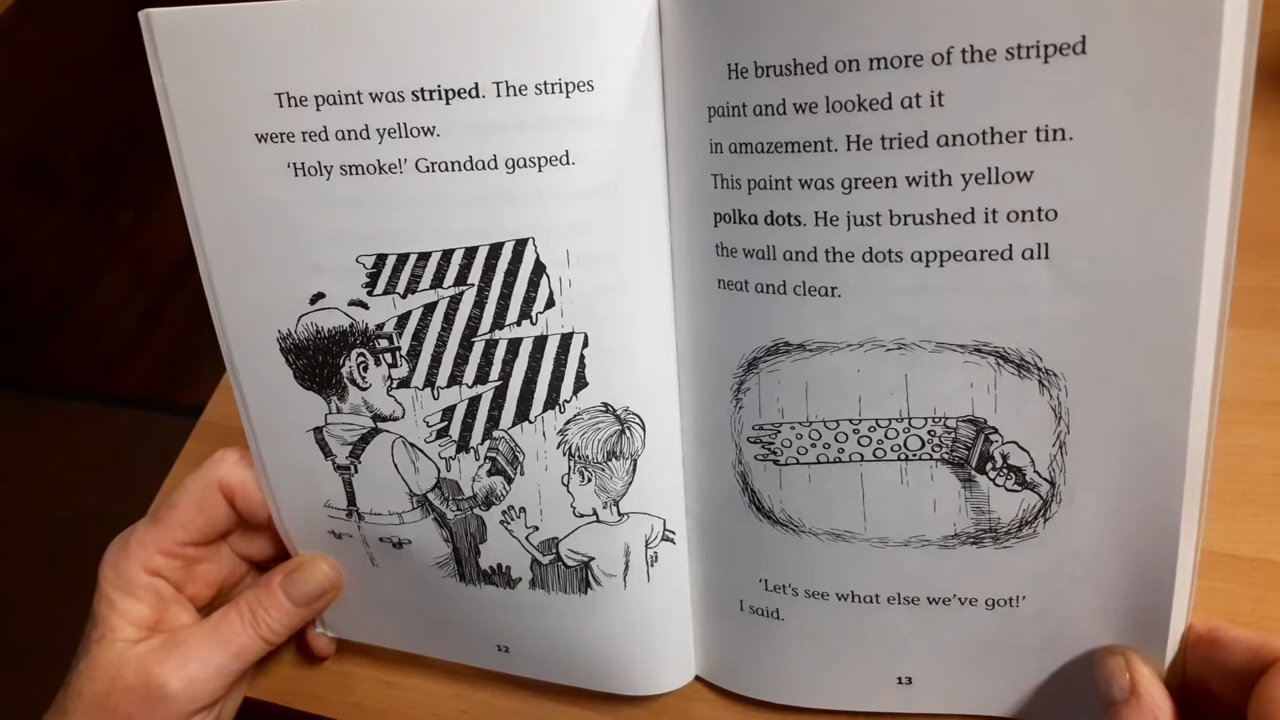 The paint was striped. The stripes
were red and yellow.
‘Holy smoke!’ Grandad gasped.
12
He brushed on more of the striped
paint and we looked at it
in amazement. He tried another tin.
This paint was green with yellow
polka dots. He just brushed it onto
the wall and the dots appeared all
neat and clear.
‘Let’s see what else we’ve got!’
I said.
13